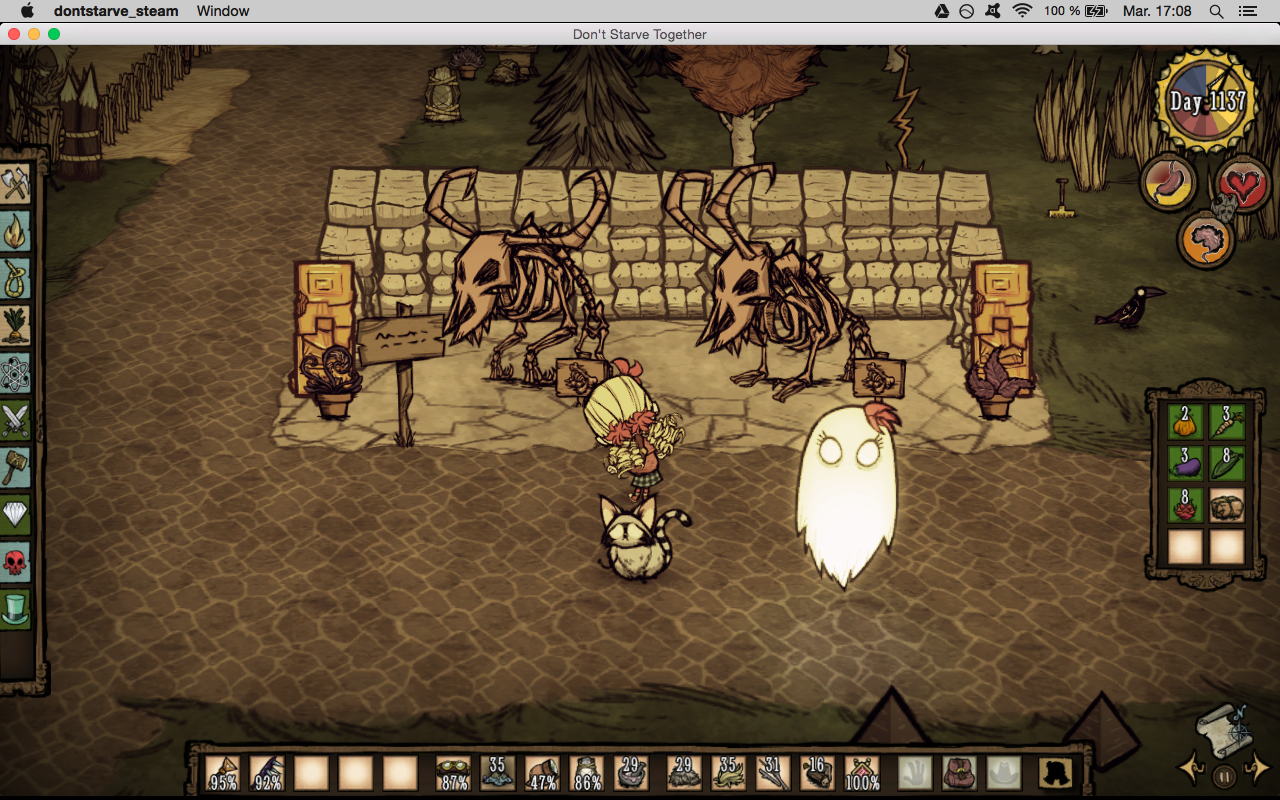 dontstarve_steam Window
100 % Mar. 17:08
Don't Starve Together
Day 1137
2 3
3 8
8
95% 92% 87% 35 47% 86% 29 29 35 31 16 100%